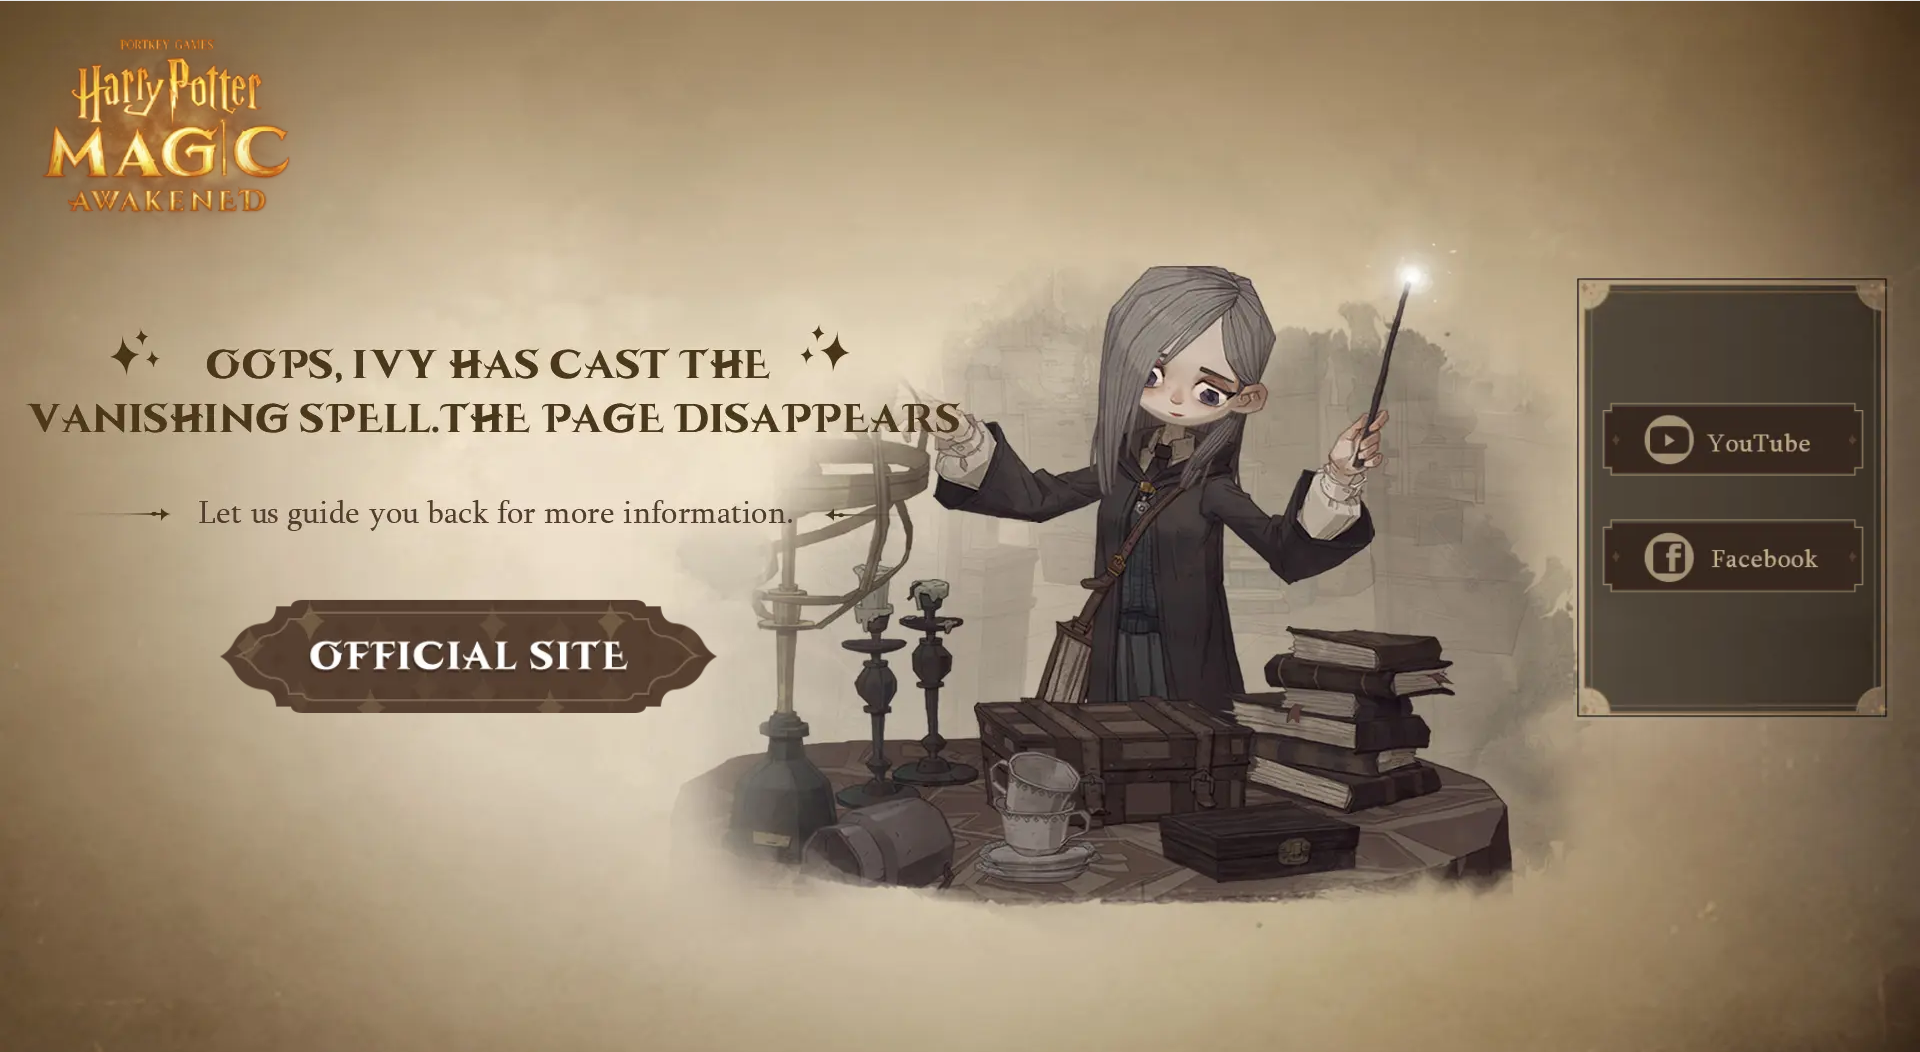 PORTKEY GAMES
Harry Potter
MAGIC
AWAKENED
OOPS, IVY HAS CAST THE
VANISHING SPELL.THE PAGE DISAPPEARS
Let us guide you back for more information.
OFFICIAL SITE
YouTube
Facebook